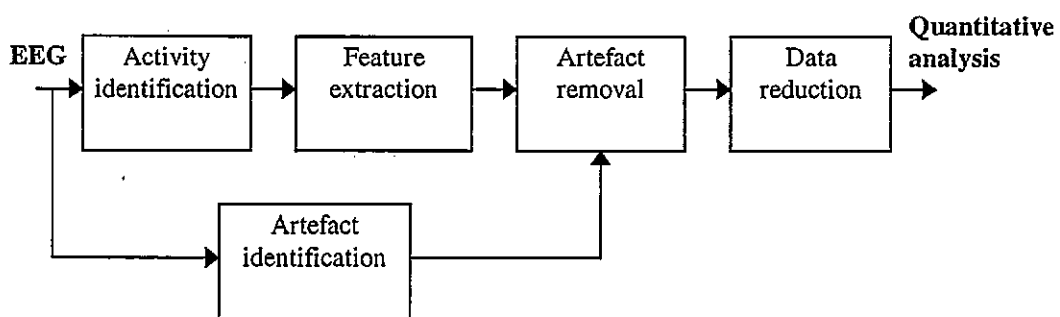 EEG
Activity
identification
Feature
extraction
Artefact
removal
Data
reduction
Quantitative
analysis
Artefact
identification